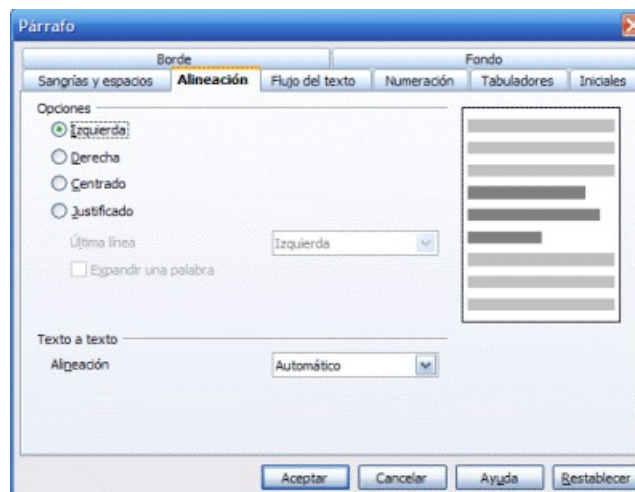 Párrafo
Borde Fondo
Sangrías y espacios Alineación Flujo del texto Numeración Tabuladores Iniciales
Opciones
Izquierda
Derecha
Centrado
Justificado
Última línea Izquierda
Expandir una palabra
Texto a texto
Alineación Automático
Aceptar Cancelar Ayuda Restablecer